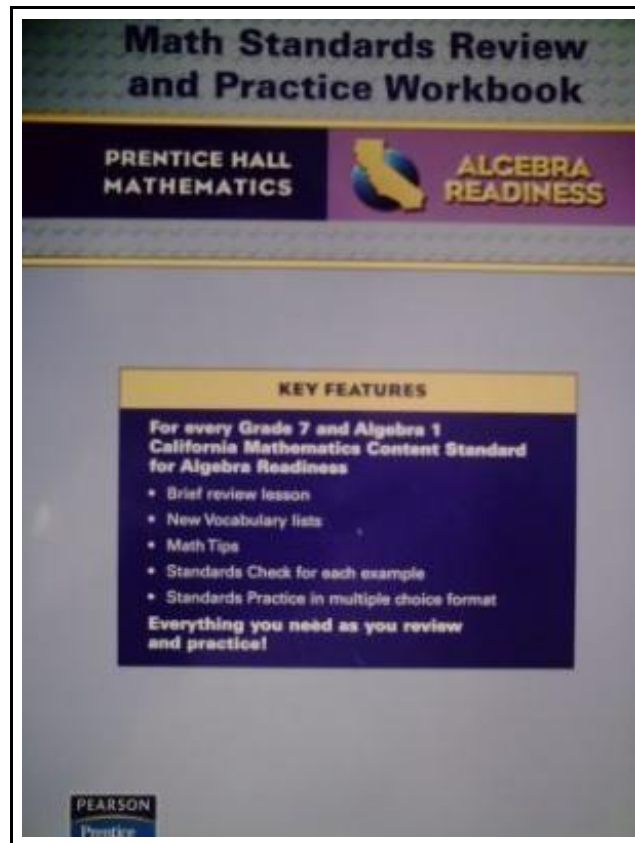 Math Standards Review
and Practice Workbook
PRENTICE HALL
MATHEMATICS
ALGEBRA
READINESS
KEY FEATURES
For every Grade 7 and Algebra 1
California Mathematics Content Standard
for Algebra Readiness
• Brief review lesson
• New Vocabulary lists
• Math Tips
• Standards Check for each example
• Standards Practice in multiple choice format
Everything you need as you review
and practice!
PEARSON
Prentice